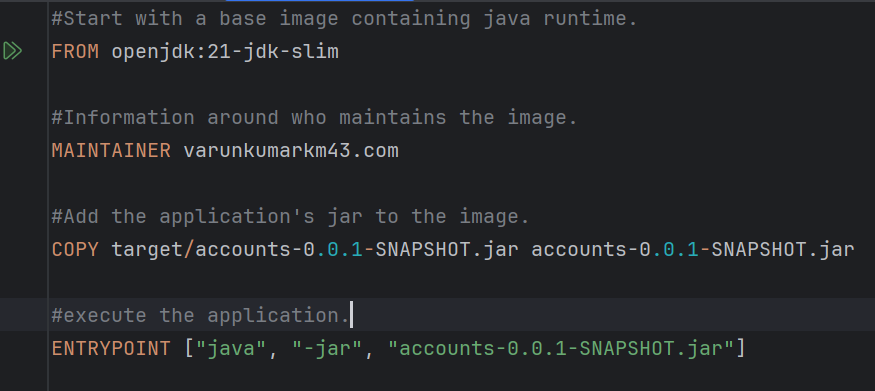 #Start with a base image containing java runtime.
FROM openjdk:21-jdk-slim
#Information around who maintains the image.
MAINTAINER varunkumarkm43.com
#Add the application's jar to the image.
COPY target/accounts-0.0.1-SNAPSHOT.jar accounts-0.0.1-SNAPSHOT.jar
#execute the application.
ENTRYPOINT ["java", "-jar", "accounts-0.0.1-SNAPSHOT.jar"]